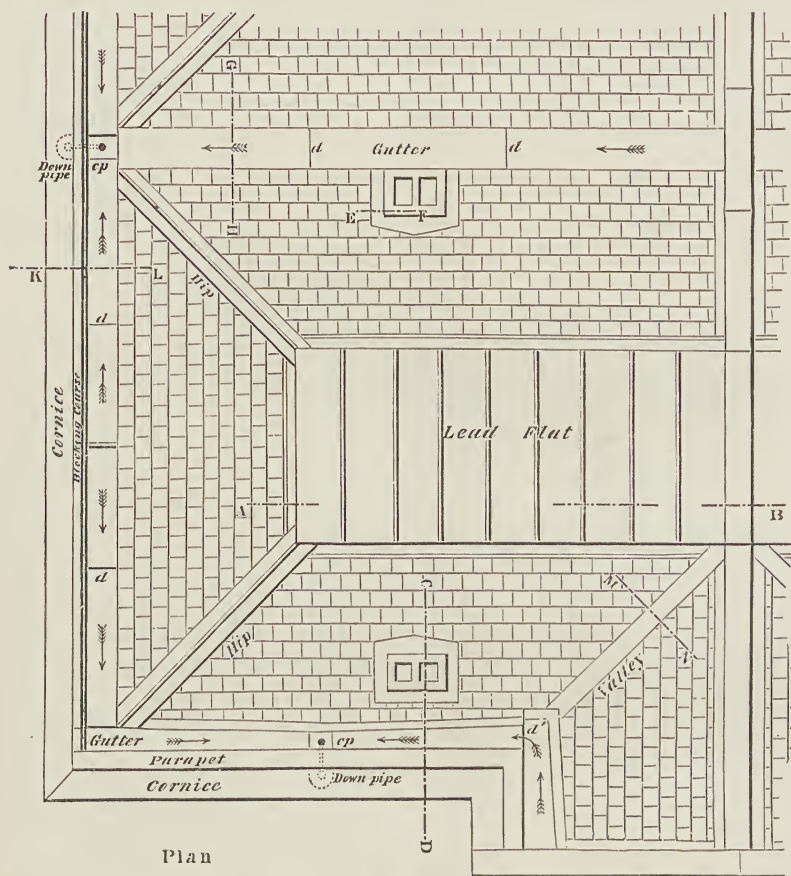 G
d
Gutter
d
Down
pipe
cp
E
F
H
K
L
Hip
d
Cornice
Blocking Course
Lead Flat
A
B
d
C
M
Hip
N
Valley
Gutter
cp
d'
Parapet
Down pipe
Cornice
D
Plan